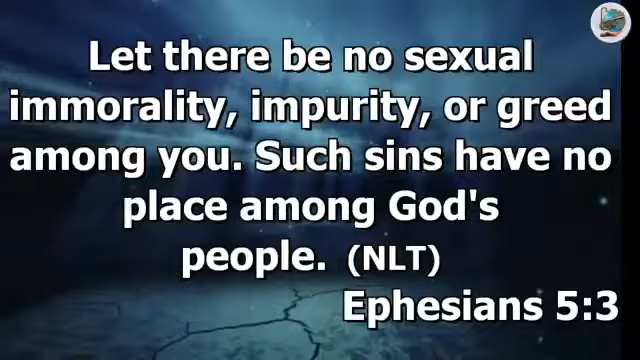 Let there be no sexual
immorality, impurity, or greed
among you. Such sins have no
place among God's
people. (NLT)
Ephesians 5:3